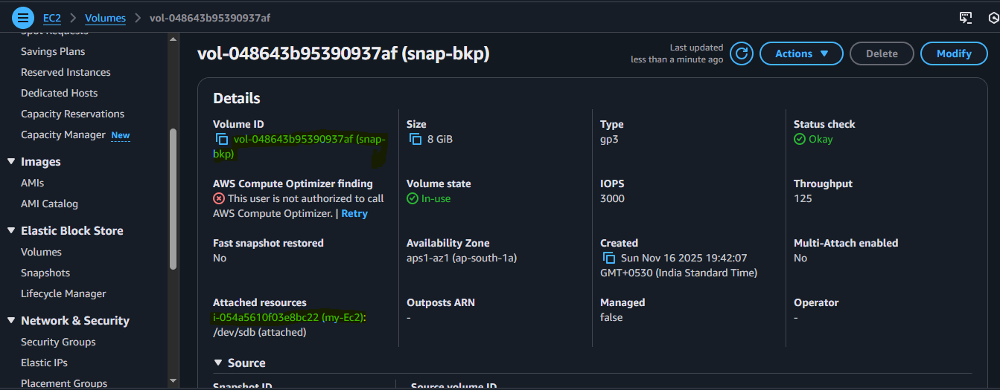 EC2 > Volumes > vol-048643b95390937af
Spot Requests
Savings Plans
Reserved Instances
Dedicated Hosts
Capacity Reservations
Capacity Manager New
Images
AMIs
AMI Catalog
Elastic Block Store
Volumes
Snapshots
Lifecycle Manager
Network & Security
Security Groups
Elastic IPs
Placement Groups
vol-048643b95390937af (snap-bkp)
Last updated
less than a minute ago
Actions
Delete
Modify
Details
Volume ID
vol-048643b95390937af (snap-
bkp)
Size
8 GiB
Type
gp3
Status check
Okay
AWS Compute Optimizer finding
This user is not authorized to call
AWS Compute Optimizer. | Retry
Volume state
In-use
IOPS
3000
Throughput
125
Fast snapshot restored
No
Availability Zone
aps1-az1 (ap-south-1a)
Created
Sun Nov 16 2025 19:42:07
GMT+0530 (India Standard Time)
Multi-Attach enabled
No
Attached resources
i-054a5610f03e8bc22 (my-Ec2):
/dev/sdb (attached)
Outposts ARN
-
Managed
false
Operator
-
Source
Snapshot ID
Source volume ID